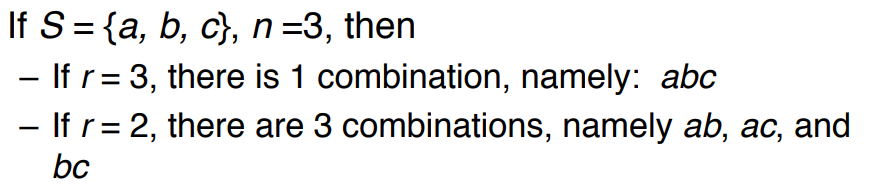 If S = {a, b, c}, n =3, then
– If r = 3, there is 1 combination, namely: abc
– If r = 2, there are 3 combinations, namely ab, ac, and
bc